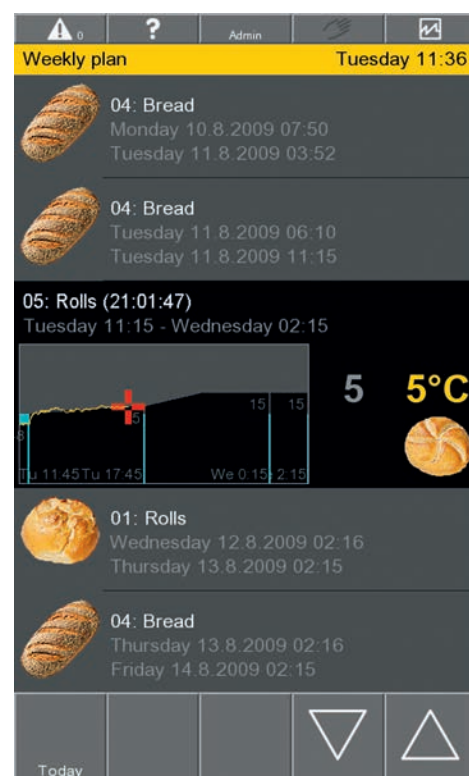 0 ? Admin
Weekly plan Tuesday 11:36
04: Bread
Monday 10.8.2009 07:50
Tuesday 11.8.2009 03:52
04: Bread
Tuesday 11.8.2009 06:10
Tuesday 11.8.2009 11:15
05: Rolls (21:01:47)
Tuesday 11:15 - Wednesday 02:15
5 5°C
15 15
5
8
Tu 11.45 Tu 17:45 We 0:15 2:15
01: Rolls
Wednesday 12.8.2009 02:16
Thursday 13.8.2009 02:15
04: Bread
Thursday 13.8.2009 02:16
Friday 14.8.2009 02:15
Today